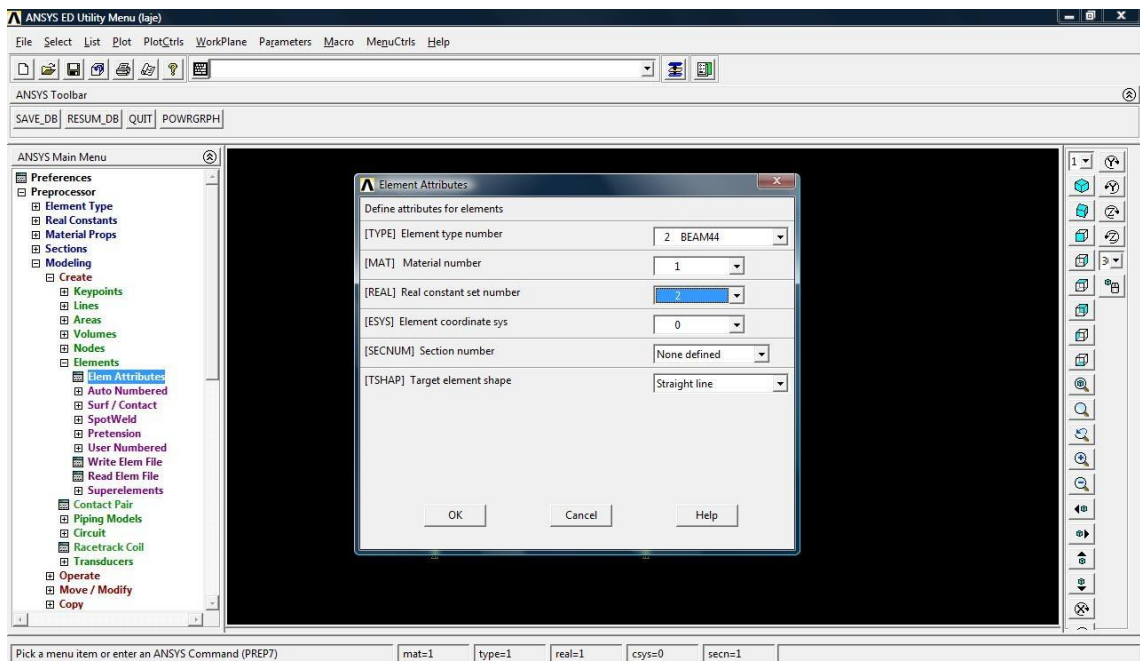 ANSYS ED Utility Menu (laje)
File Select List Plot PlotCtrls WorkPlane Parameters Macro MenuCtrls Help
ANSYS Toolbar
SAVE_DB RESUM_DB QUIT POWRGRPH
ANSYS Main Menu
Preferences
Preprocessor
Element Type
Real Constants
Material Props
Sections
Modeling
Create
Keypoints
Lines
Areas
Volumes
Nodes
Elements
Elem Attributes
Auto Numbered
Surf / Contact
SpotWeld
Pretension
User Numbered
Write Elem File
Read Elem File
Superelements
Contact Pair
Piping Models
Circuit
Racetrack Coil
Transducers
Operate
Move / Modify
Copy
Element Attributes
Define attributes for elements
[TYPE] Element type number 2 BEAM44
[MAT] Material number 1
[REAL] Real constant set number 2
[ESYS] Element coordinate sys 0
[SECNUM] Section number None defined
[TSHAP] Target element shape Straight line
OK Cancel Help
1
Pick a menu item or enter an ANSYS Command (PREP7) mat=1 type=1 real=1 csys=0 secn=1